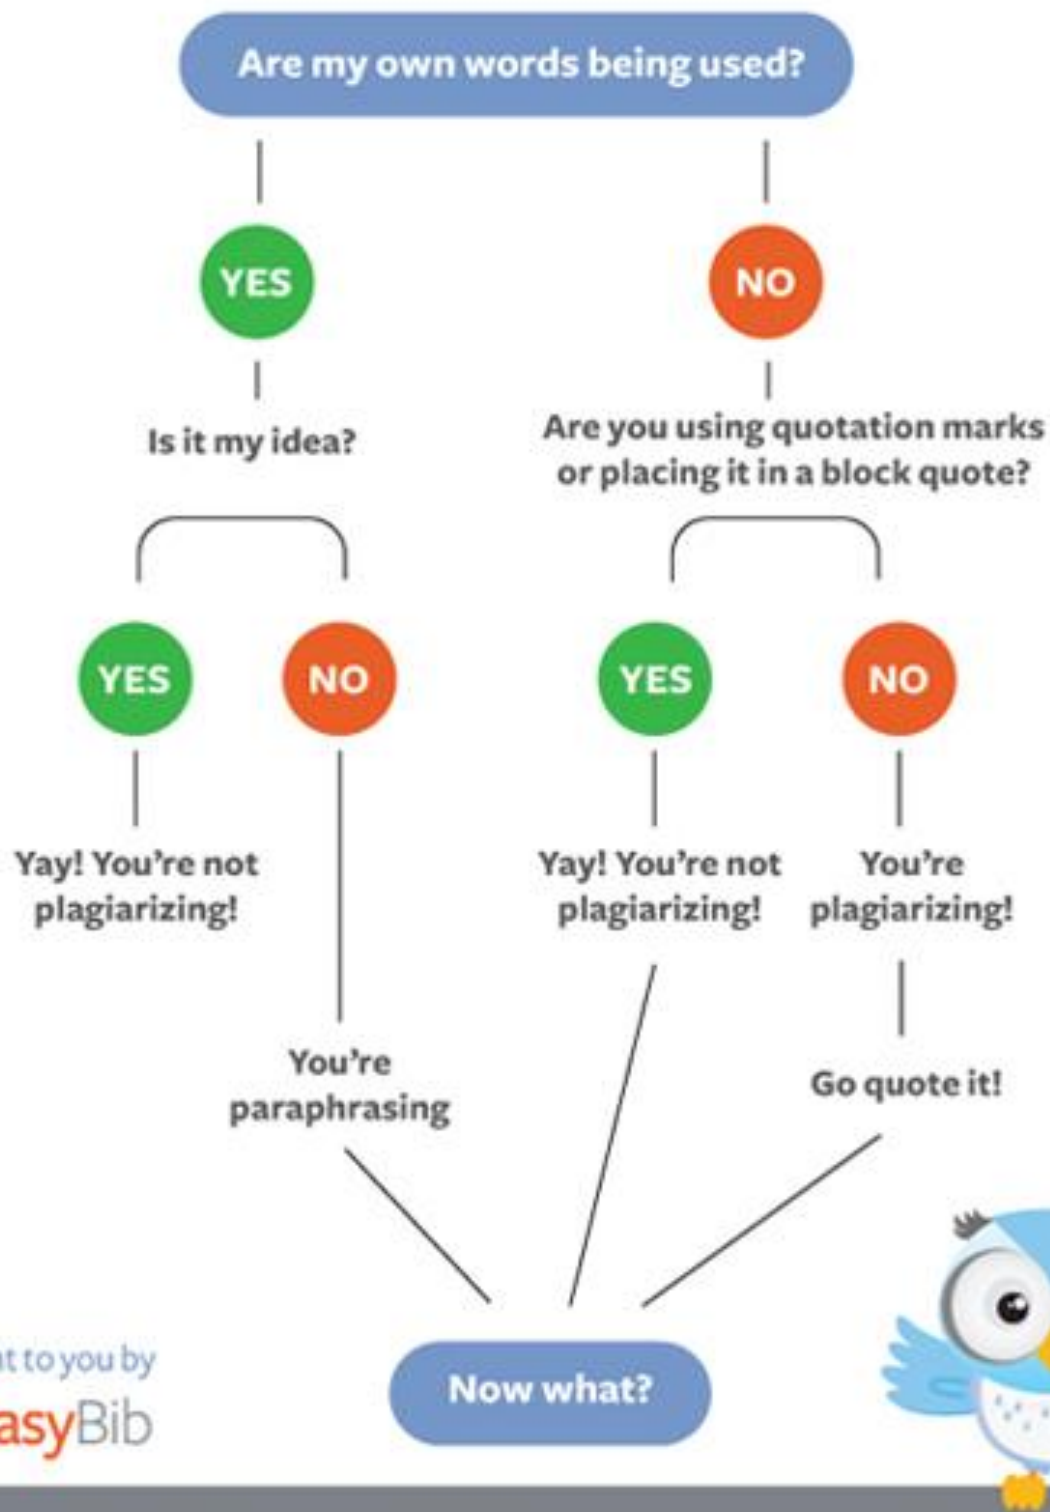 Are my own words being used?
YES
NO
Is it my idea?
Are you using quotation marks
or placing it in a block quote?
YES
NO
YES
NO
Yay! You're not
plagiarizing!
Yay! You're not
plagiarizing!
You're
plagiarizing!
You're
paraphrasing
Go quote it!
Now what?
t to you by
asyBib